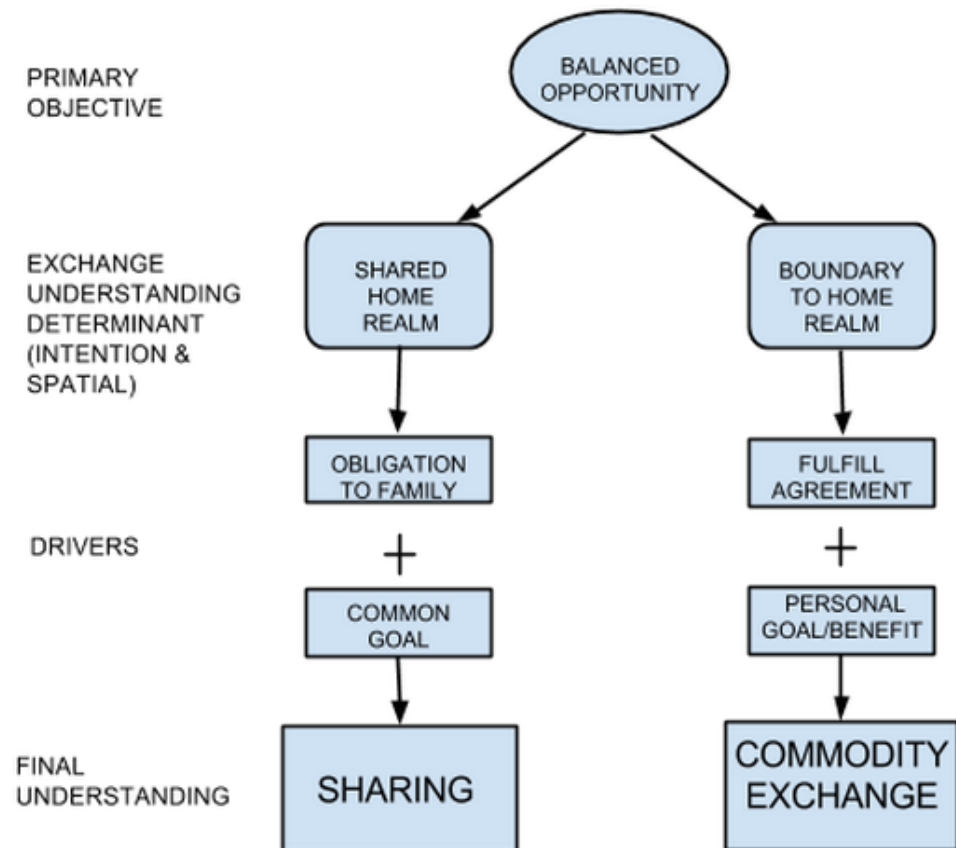 PRIMARY
OBJECTIVE
BALANCED
OPPORTUNITY
EXCHANGE
UNDERSTANDING
DETERMINANT
(INTENTION &
SPATIAL)
SHARED
HOME
REALM
BOUNDARY
TO HOME
REALM
OBLIGATION
TO FAMILY
FULFILL
AGREEMENT
DRIVERS
+
+
COMMON
GOAL
PERSONAL
GOAL/BENEFIT
FINAL
UNDERSTANDING
SHARING
COMMODITY
EXCHANGE